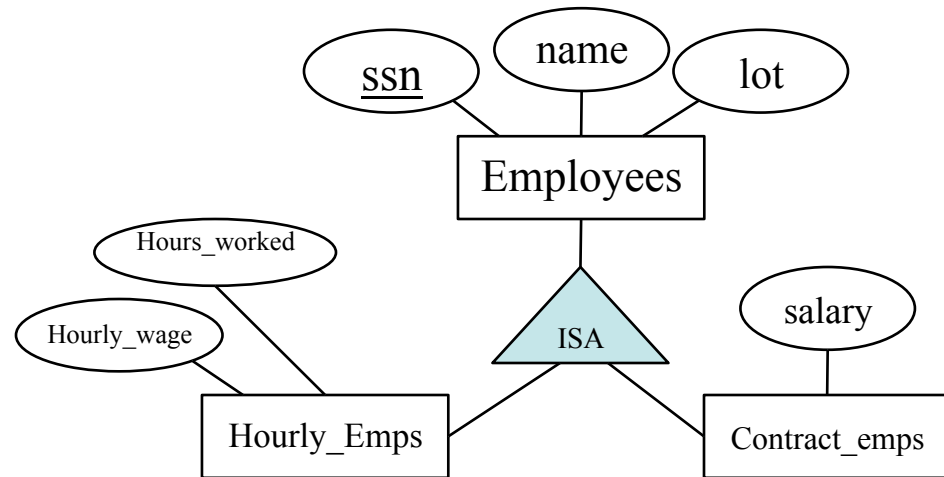 ssn
name
lot
Employees
Hours_worked
Hourly_wage
ISA
salary
Hourly_Emps
Contract_emps